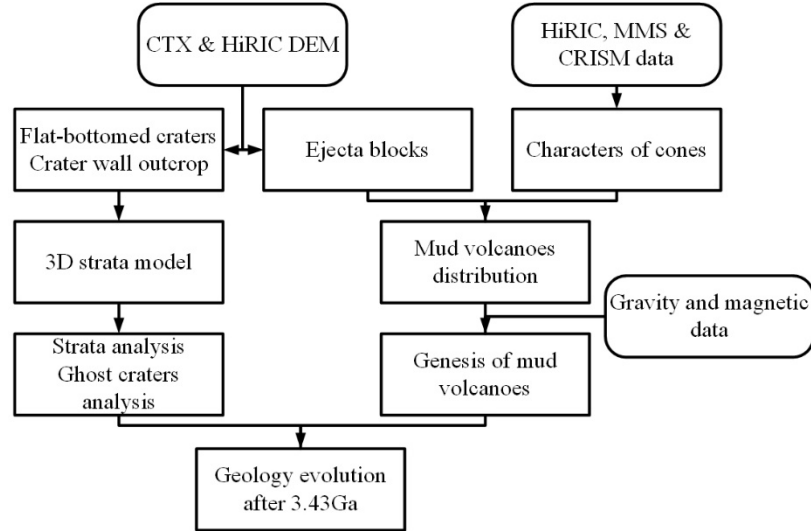 CTX & HiRIC DEM
HiRIC, MMS &
CRISM data
Flat-bottomed craters
Crater wall outcrop
Ejecta blocks
Characters of cones
3D strata model
Mud volcanoes
distribution
Gravity and magnetic
data
Strata analysis
Ghost craters
analysis
Genesis of mud
volcanoes
Geology evolution
after 3.43Ga